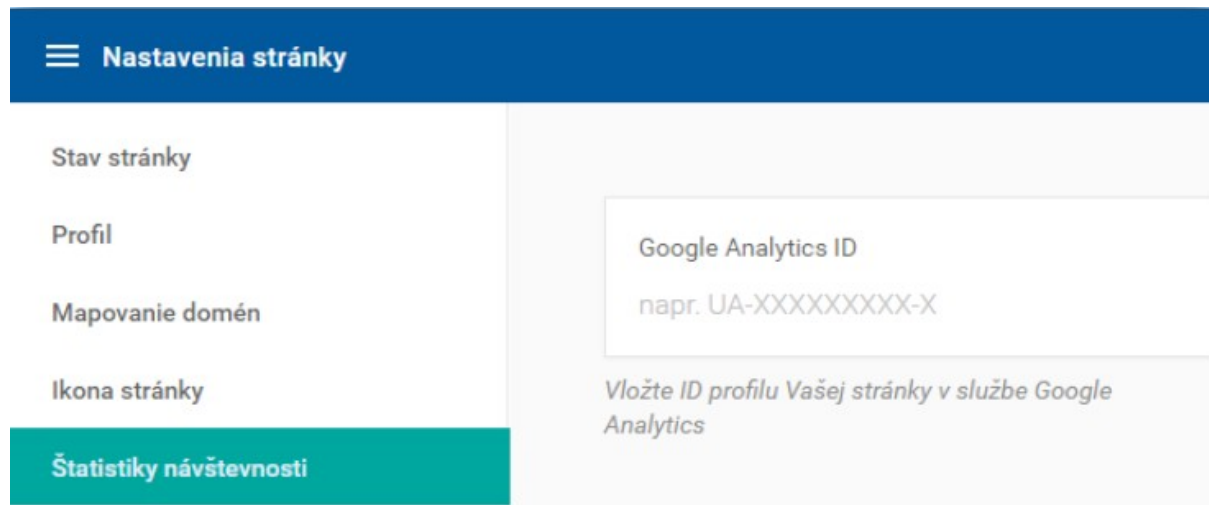 Nastavenia stránky
Stav stránky
Profil
Mapovanie domén
Ikona stránky
Štatistiky návštevnosti
Google Analytics ID
napr. UA-XXXXXXXXX-X
Vložte ID profilu Vašej stránky v službe Google
Analytics